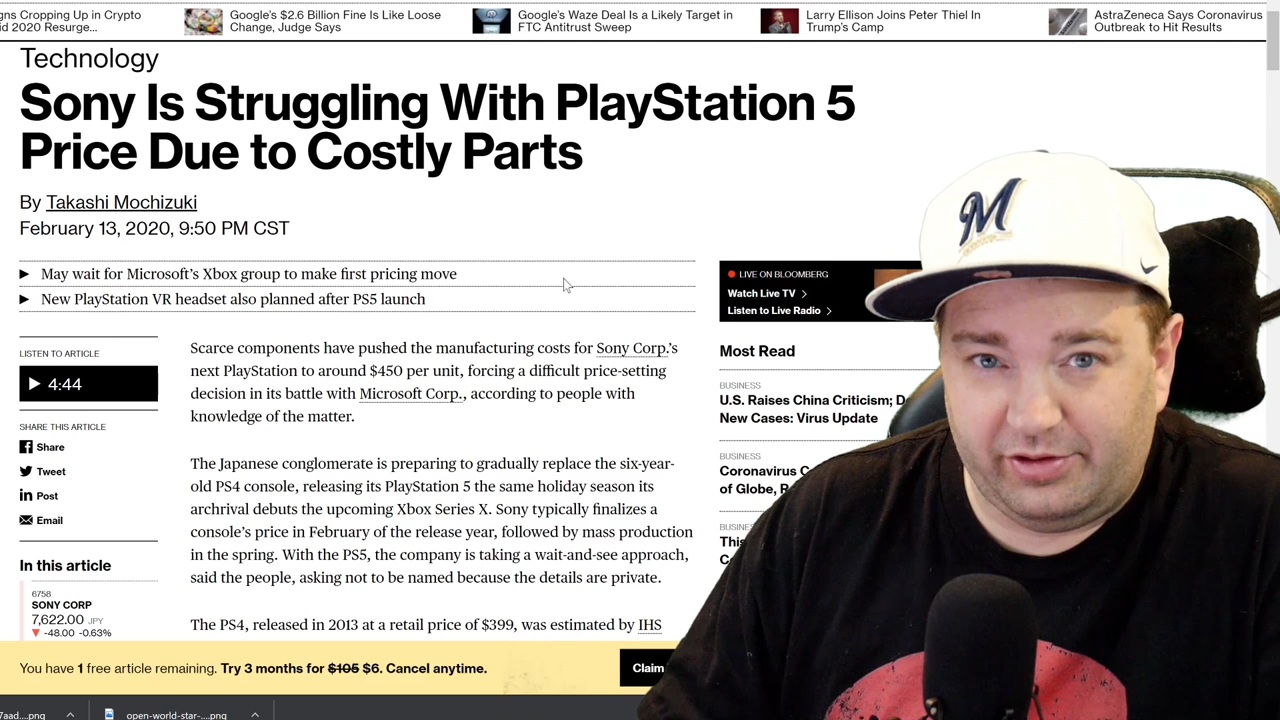 gns Cropping Up in Crypto
id 2020 Resurge...
Google's $2.6 Billion Fine Is Like Loose
Change, Judge Says
Google's Waze Deal Is a Likely Target in
FTC Antitrust Sweep
Larry Ellison Joins Peter Thiel In
Trump's Camp
AstraZeneca Says Coronavirus
Outbreak to Hit Results
Technology
Sony Is Struggling With PlayStation 5
Price Due to Costly Parts
By Takashi Mochizuki
February 13, 2020, 9:50 PM CST
May wait for Microsoft's Xbox group to make first pricing move
New PlayStation VR headset also planned after PS5 launch
LISTEN TO ARTICLE
4:44
SHARE THIS ARTICLE
Share
Tweet
Post
Email
In this article
6758
SONY CORP
7,622.00 JPY
▼ -48.00 -0.63%
Scarce components have pushed the manufacturing costs for Sony Corp.'s
next PlayStation to around $450 per unit, forcing a difficult price-setting
decision in its battle with Microsoft Corp., according to people with
knowledge of the matter.
The Japanese conglomerate is preparing to gradually replace the six-year-
old PS4 console, releasing its PlayStation 5 the same holiday season its
archrival debuts the upcoming Xbox Series X. Sony typically finalizes a
console's price in February of the release year, followed by mass production
in the spring. With the PS5, the company is taking a wait-and-see approach,
said the people, asking not to be named because the details are private.
The PS4, released in 2013 at a retail price of $399, was estimated by IHS
LIVE ON BLOOMBERG
Watch Live TV
Listen to Live Radio
Most Read
BUSINESS
U.S. Raises China Criticism; D
New Cases: Virus Update
BUSINESS
Coronavirus C
of Globe, R
BUSINESS
This
C
You have 1 free article remaining. Try 3 months for $105 $6. Cancel anytime.
Claim
7aad....png
open-world-star-....png
M